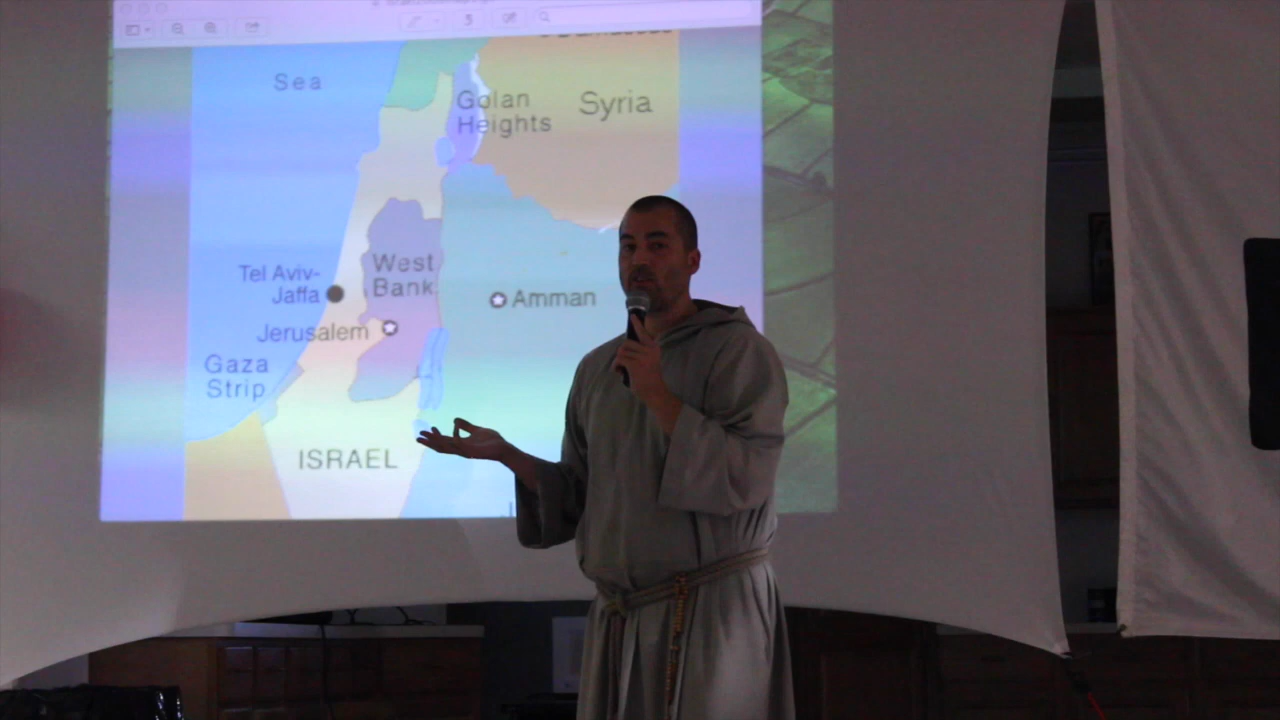 Sea
Golan
Heights
Syria
Tel Aviv-
Jaffa
West
Bank
Amman
Jerusalem
Gaza
Strip
ISRAEL